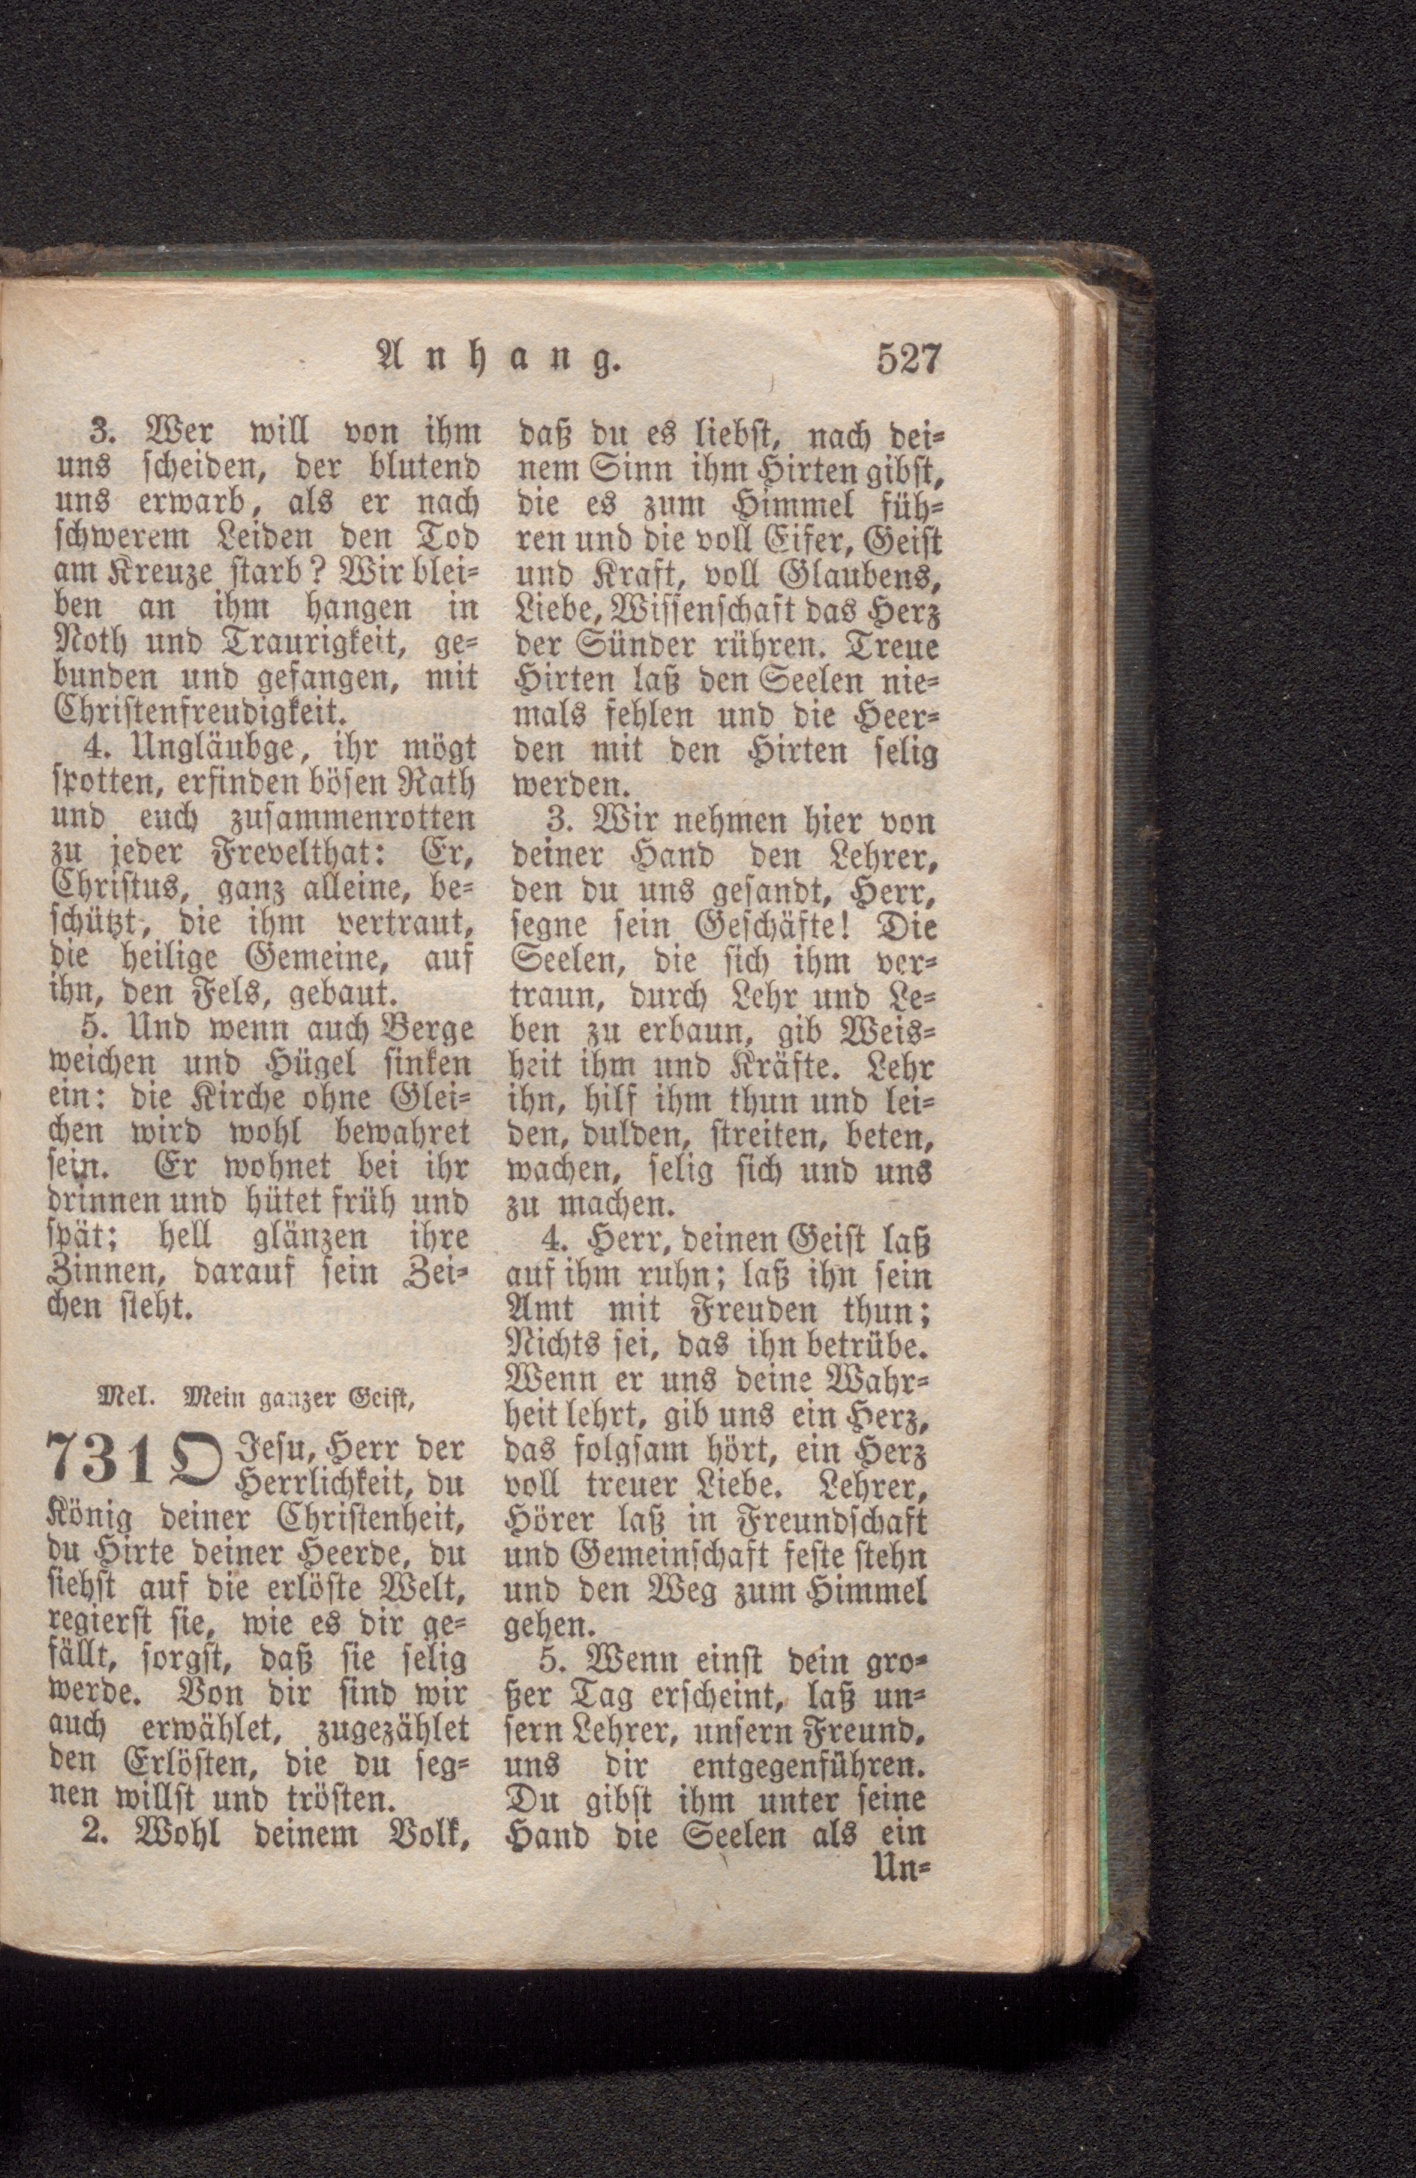 Anhang. 527
3. Wer will von ihm
uns scheiden, der blutend
uns erwarb, als er nach
schwerem Leiden den Tod
am Kreuze starb? Wir blei-
ben an ihm hangen in
Noth und Traurigkeit, ge-
bunden und gefangen, mit
Christenfreudigkeit.
4. Ungläubge, ihr mögt
spotten, erfinden bösen Rath
und euch zusammenrotten
zu jeder Frevelthat: Er,
Christus, ganz alleine, be-
schützt, die ihm vertraut,
die heilige Gemeine, auf
ihn, den Fels, gebaut.
5. Und wenn auch Berge
weichen und Hügel sinken
ein: die Kirche ohne Glei-
chen wird wohl bewahret
sein. Er wohnet bei ihr
drinnen und hütet früh und
spät; hell glänzen ihre
Zinnen, darauf sein Zei-
chen steht.
Mel. Mein ganzer Geist,
731 O Jesu, Herr der
Herrlichkeit, du
König deiner Christenheit,
du Hirte deiner Heerde, du
siehst auf die erlöste Welt,
regierst sie, wie es dir ge-
fällt, sorgst, daß sie selig
werde. Von dir sind wir
auch erwählet, zugezählet
den Erlösten, die du seg-
nen willst und trösten.
2. Wohl deinem Volk,
daß du es liebst, nach dei-
nem Sinn ihm Hirten gibst,
die es zum Himmel füh-
ren und die voll Eifer, Geist
und Kraft, voll Glaubens,
Liebe, Wissenschaft das Herz
der Sünder rühren. Treue
Hirten laß den Seelen nie-
mals fehlen und die Heer-
den mit den Hirten selig
werden.
3. Wir nehmen hier von
deiner Hand den Lehrer,
den du uns gesandt, Herr,
segne sein Geschäfte! Die
Seelen, die sich ihm ver-
traun, durch Lehr und Le-
ben zu erbaun, gib Weis-
heit ihm und Kräfte. Lehr
ihn, hilf ihm thun und lei-
den, dulden, streiten, beten,
wachen, selig sich und uns
zu machen.
4. Herr, deinen Geist laß
auf ihm ruhn; laß ihn sein
Amt mit Freuden thun;
Nichts sei, das ihn betrübe.
Wenn er uns deine Wahr-
heit lehrt, gib uns ein Herz,
das folgsam hört, ein Herz
voll treuer Liebe. Lehrer,
Hörer laß in Freundschaft
und Gemeinschaft feste stehn
und den Weg zum Himmel
gehen.
5. Wenn einst dein gro-
ßer Tag erscheint, laß un-
sern Lehrer, unsern Freund,
uns dir entgegenführen.
Du gibst ihm unter seine
Hand die Seelen als ein
Un-